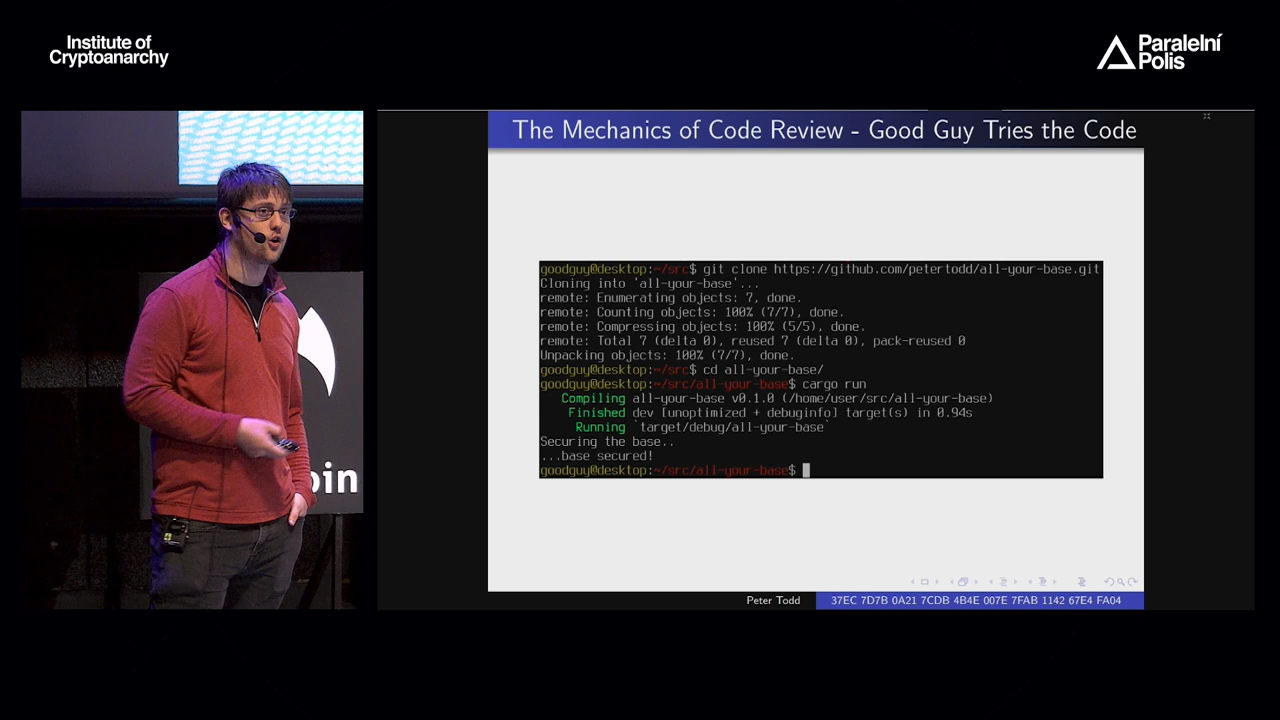 Institute of
Cryptoanarchy
Paralelní
Polis
The Mechanics of Code Review - Good Guy Tries the Code
goodguy@desktop:~/src$ git clone https://github.com/petertodd/all-your-base.git
Cloning into 'all-your-base'...
remote: Enumerating objects: 7, done.
remote: Counting objects: 100% (7/7), done.
remote: Compressing objects: 100% (5/5), done.
remote: Total 7 (delta 0), reused 7 (delta 0), pack-reused 0
Unpacking objects: 100% (7/7), done.
goodguy@desktop:~/src$ cd all-your-base/
goodguy@desktop:~/src/all-your-base$ cargo run
Compiling all-your-base v0.1.0 (/home/user/src/all-your-base)
Finished dev [unoptimized + debuginfo] target(s) in 0.94s
Running `target/debug/all-your-base`
Securing the base..
...base secured!
goodguy@desktop:~/src/all-your-base$
oin
Peter Todd
37EC 7D7B 0A21 7CDB 4B4E 007E 7FAB 1142 67E4 FA04